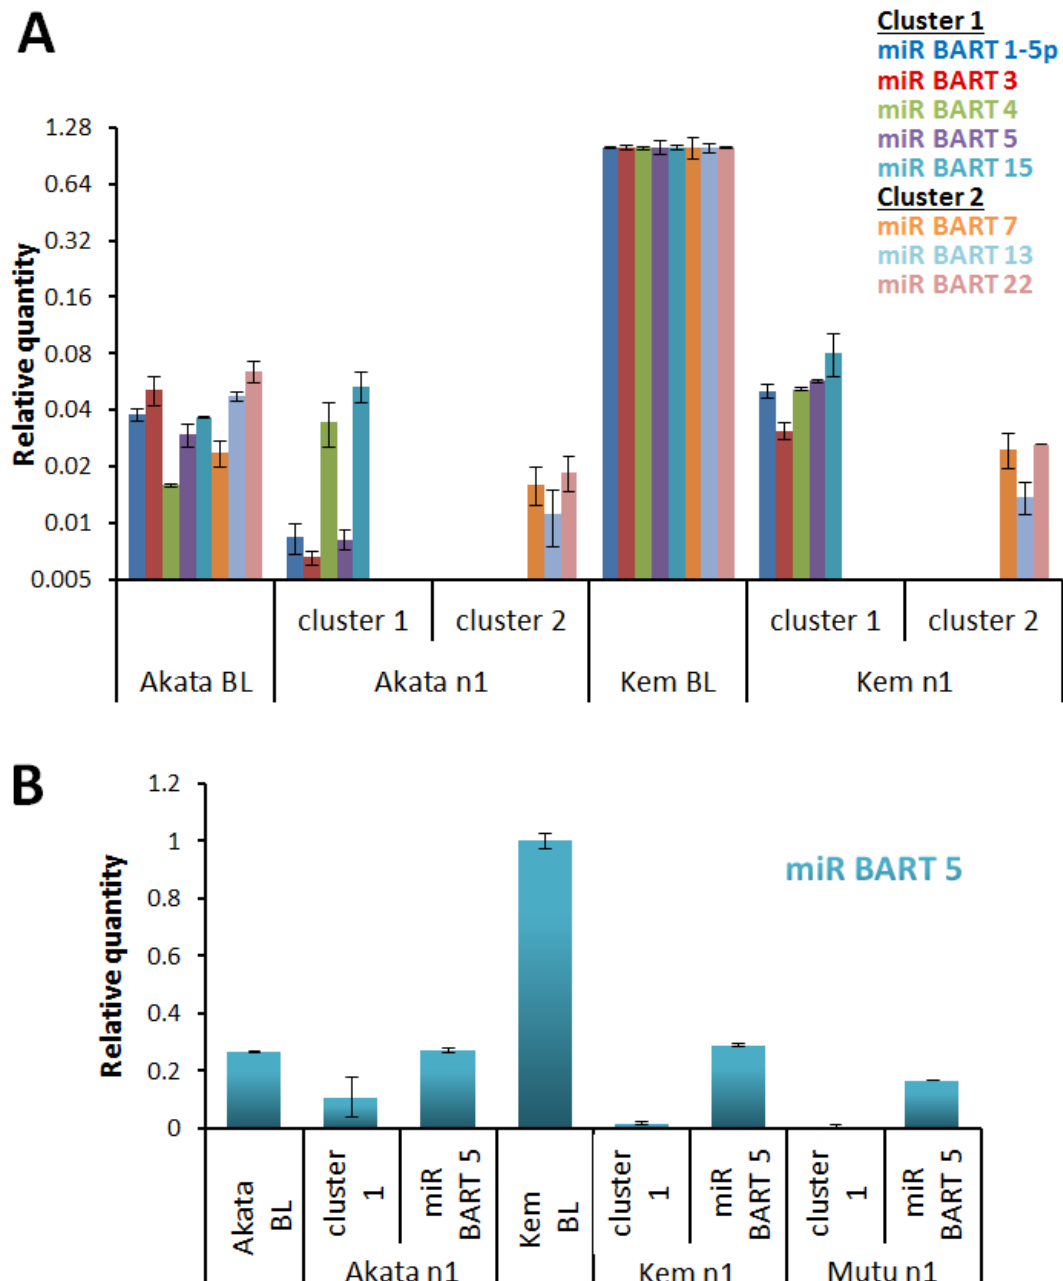 A
Cluster 1
miR BART 1-5p
miR BART 3
miR BART 4
miR BART 5
miR BART 15
Cluster 2
miR BART 7
miR BART 13
miR BART 22
Relative quantity
1.28
0.64
0.32
0.16
0.08
0.04
0.02
0.01
0.005
cluster 1
cluster 2
cluster 1
cluster 2
Akata BL
Akata n1
Kem BL
Kem n1
B
miR BART 5
Relative quantity
1.2
1
0.8
0.6
0.4
0.2
0
Akata
BL
cluster
1
miR
BART 5
Kem
BL
cluster
1
miR
BART 5
cluster
1
miR
BART 5
Akata n1
Kem n1
Mutu n1